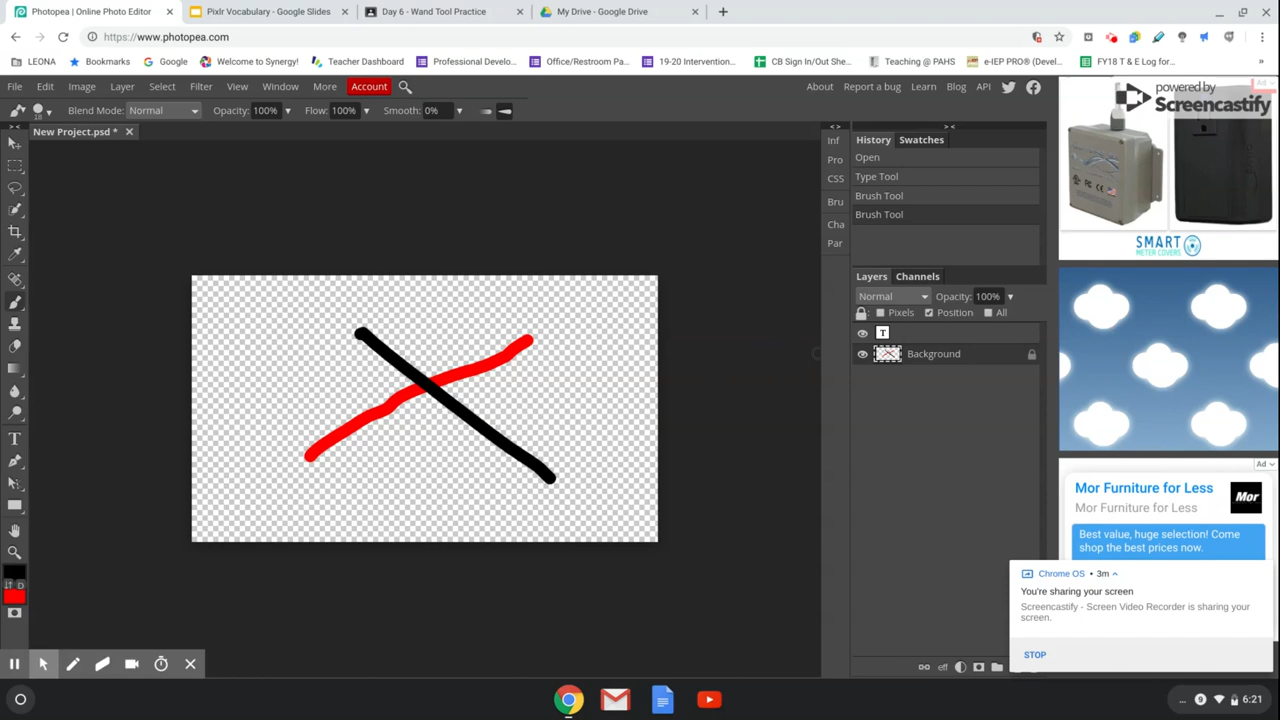 Photopea | Online Photo Editor
Pixlr Vocabulary - Google Slides
Day 6 - Wand Tool Practice
My Drive - Google Drive
https://www.photopea.com
LEONA
Bookmarks
Google
Welcome to Synergy!
Teacher Dashboard
Professional Develo...
Office/Restroom Pa...
19-20 Intervention...
CB Sign In/Out She...
Teaching @ PAHS
e-IEP PRO® (Devel...
FY18 T & E Log for...
File Edit Image Layer Select Filter View Window More Account
About Report a bug Learn Blog API
18 Blend Mode: Normal Opacity: 100% Flow: 100% Smooth: 0%
New Project.psd *
> <
< >
> <
Inf
Pro
CSS
Bru
Cha
Par
History Swatches
Open
Type Tool
Brush Tool
Brush Tool
Layers Channels
Normal Opacity: 100%
Pixels Position All
T
Background
eff
D
Ad
powered by
Screencastify
SMART
METER COVERS
Ad
Mor Furniture for Less
Mor Furniture for Less
Mor
Best value, huge selection! Come
shop the best prices now.
Chrome OS • 3m
You're sharing your screen
Screencastify - Screen Video Recorder is sharing your
screen.
STOP
... 9 6:21